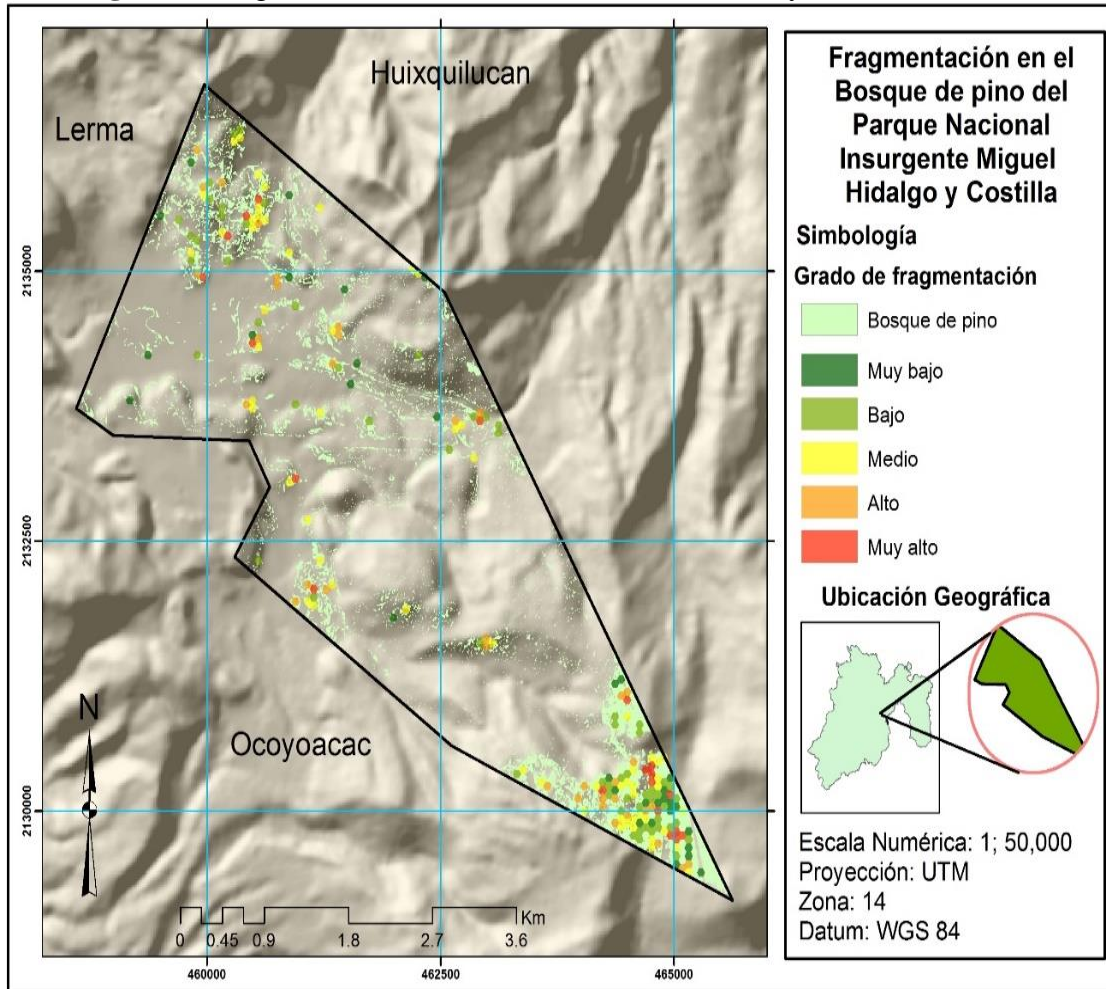 Huixquilucan
Lerma
Ocoyoacac
N
2135000
2132500
2130000
460000
462500
465000
Km
0 0.45 0.9 1.8 2.7 3.6
Fragmentación en el
Bosque de pino del
Parque Nacional
Insurgente Miguel
Hidalgo y Costilla
Simbología
Grado de fragmentación
Bosque de pino
Muy bajo
Bajo
Medio
Alto
Muy alto
Ubicación Geográfica
Escala Numérica: 1; 50,000
Proyección: UTM
Zona: 14
Datum: WGS 84